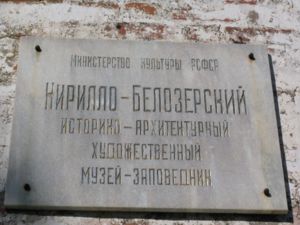 Министерство культуры РСФСР
Кирилло-Белозерский
историко-архитектурный
художественный
музей-заповедник